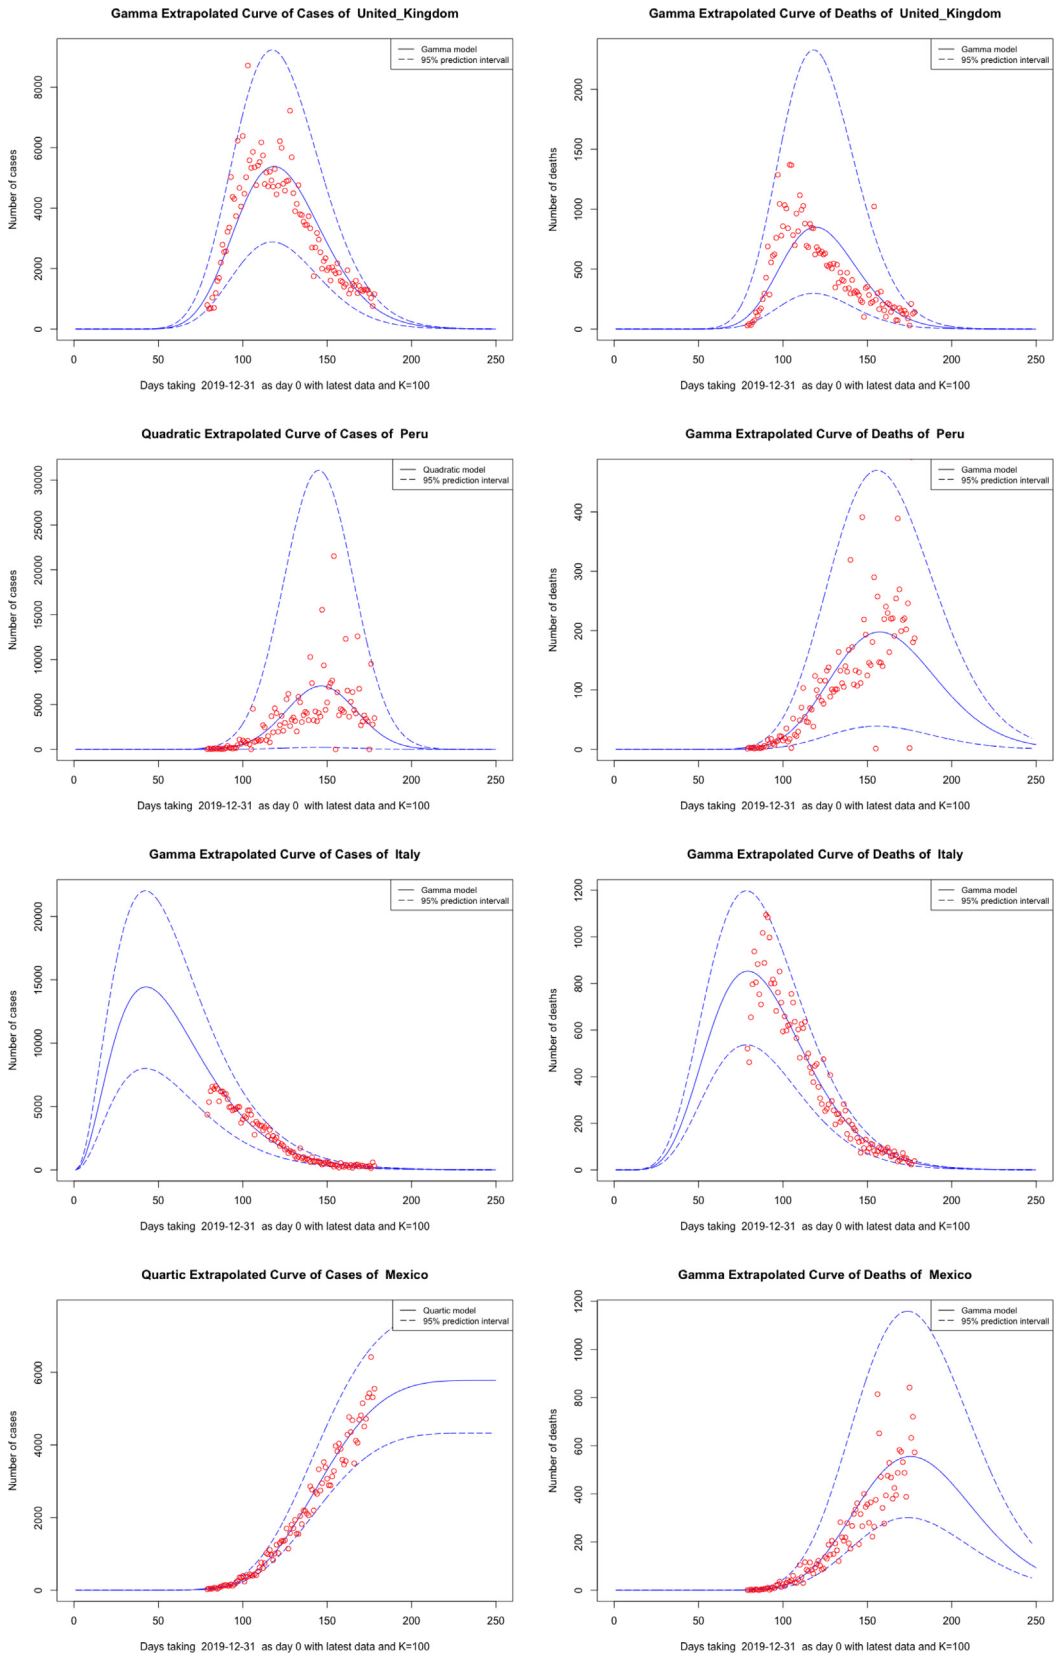 Gamma Extrapolated Curve of Cases of United_Kingdom
Gamma model
95% prediction intervall
Number of cases
8000
6000
4000
2000
0
0 50 100 150 200 250
Days taking 2019-12-31 as day 0 with latest data and K=100
Gamma Extrapolated Curve of Deaths of United_Kingdom
Gamma model
95% prediction intervall
Number of deaths
2000
1500
1000
500
0
0 50 100 150 200 250
Days taking 2019-12-31 as day 0 with latest data and K=100
Quadratic Extrapolated Curve of Cases of Peru
Quadratic model
95% prediction interval
Number of cases
30000
25000
20000
15000
10000
5000
0
0 50 100 150 200 250
Days taking 2019-12-31 as day 0 with latest data and K=100
Gamma Extrapolated Curve of Deaths of Peru
Gamma model
95% prediction intervall
Number of deaths
400
300
200
100
0
0 50 100 150 200 250
Days taking 2019-12-31 as day 0 with latest data and K=100
Gamma Extrapolated Curve of Cases of Italy
Gamma model
95% prediction intervall
Number of cases
20000
15000
10000
5000
0
0 50 100 150 200 250
Days taking 2019-12-31 as day 0 with latest data and K=100
Gamma Extrapolated Curve of Deaths of Italy
Gamma model
95% prediction intervall
Number of deaths
1200
1000
800
600
400
200
0
0 50 100 150 200 250
Days taking 2019-12-31 as day 0 with latest data and K=100
Quartic Extrapolated Curve of Cases of Mexico
Quartic model
95% prediction interval
Number of cases
6000
4000
2000
0
0 50 100 150 200 250
Days taking 2019-12-31 as day 0 with latest data and K=100
Gamma Extrapolated Curve of Deaths of Mexico
Gamma model
95% prediction intervall
Number of deaths
1200
1000
800
600
400
200
0
0 50 100 150 200 250
Days taking 2019-12-31 as day 0 with latest data and K=100